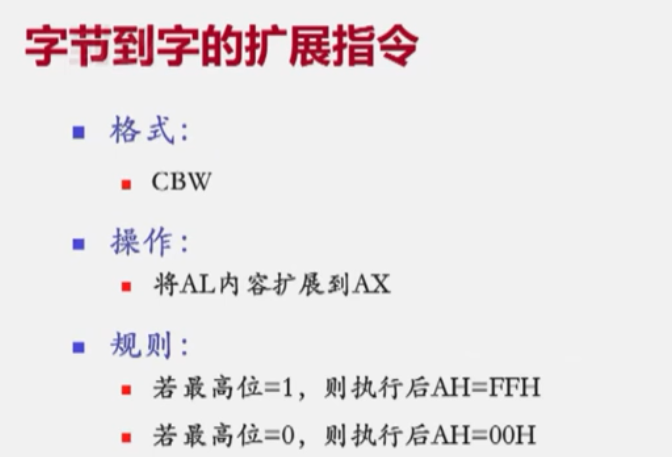 字节到字的扩展指令
格式：
CBW
操作：
将AL内容扩展到AX
规则：
若最高位=1，则执行后AH=FFH
若最高位=0，则执行后AH=00H